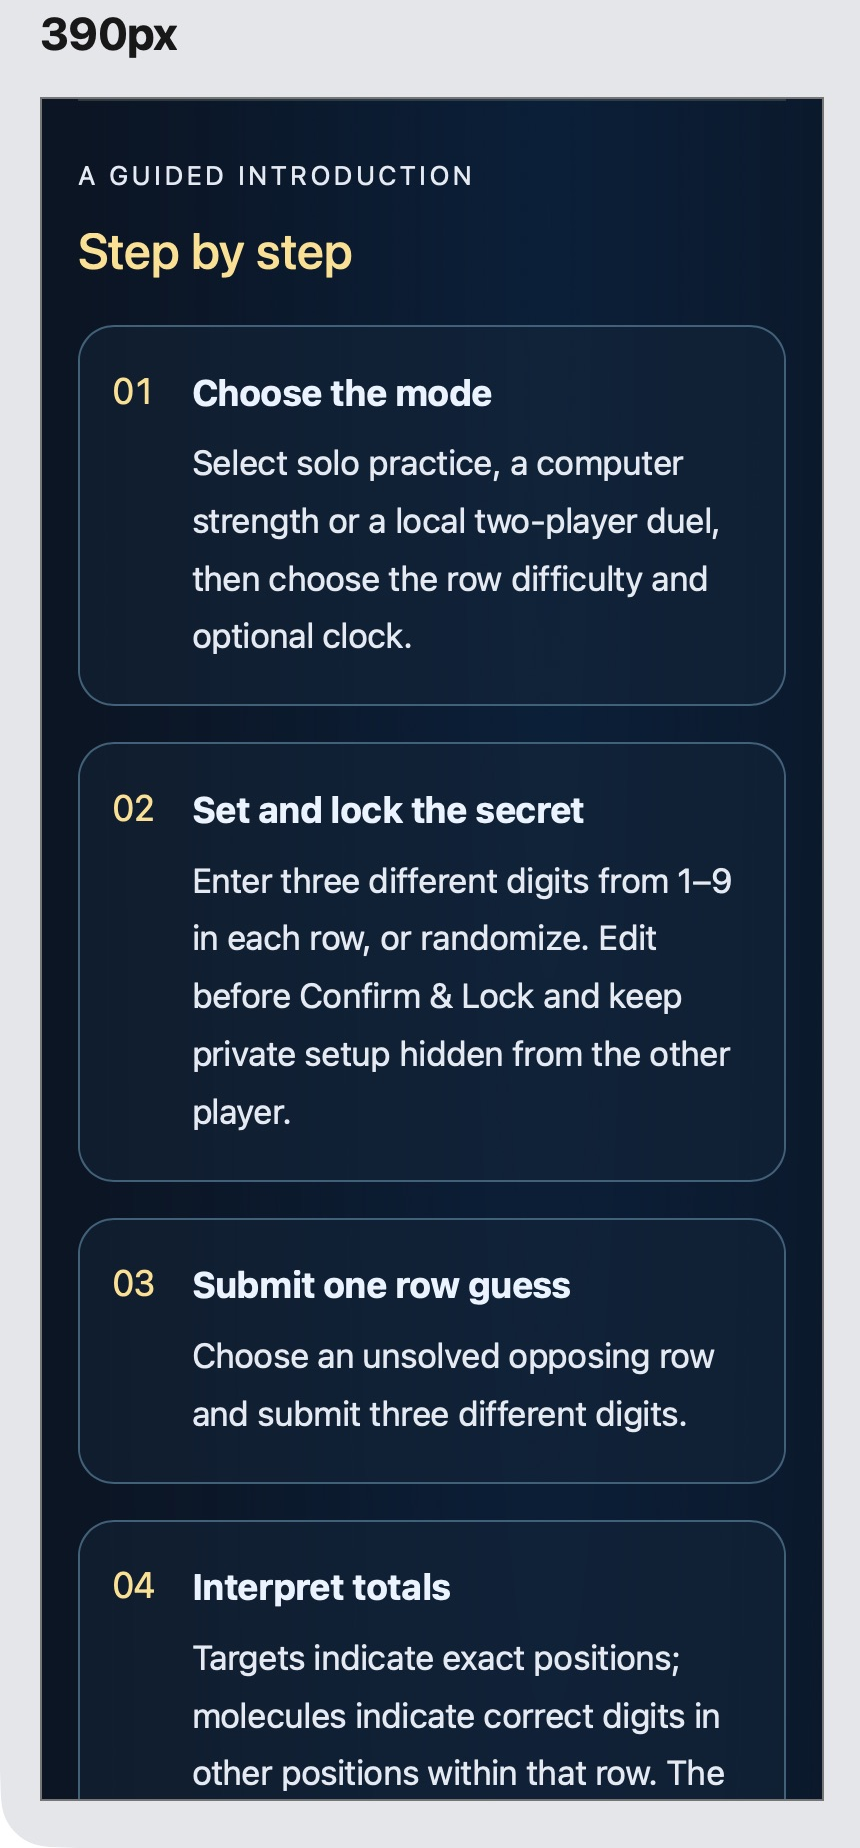 390px
A GUIDED INTRODUCTION
Step by step
01 Choose the mode
Select solo practice, a computer
strength or a local two-player duel,
then choose the row difficulty and
optional clock.
02 Set and lock the secret
Enter three different digits from 1–9
in each row, or randomize. Edit
before Confirm & Lock and keep
private setup hidden from the other
player.
03 Submit one row guess
Choose an unsolved opposing row
and submit three different digits.
04 Interpret totals
Targets indicate exact positions;
molecules indicate correct digits in
other positions within that row. The